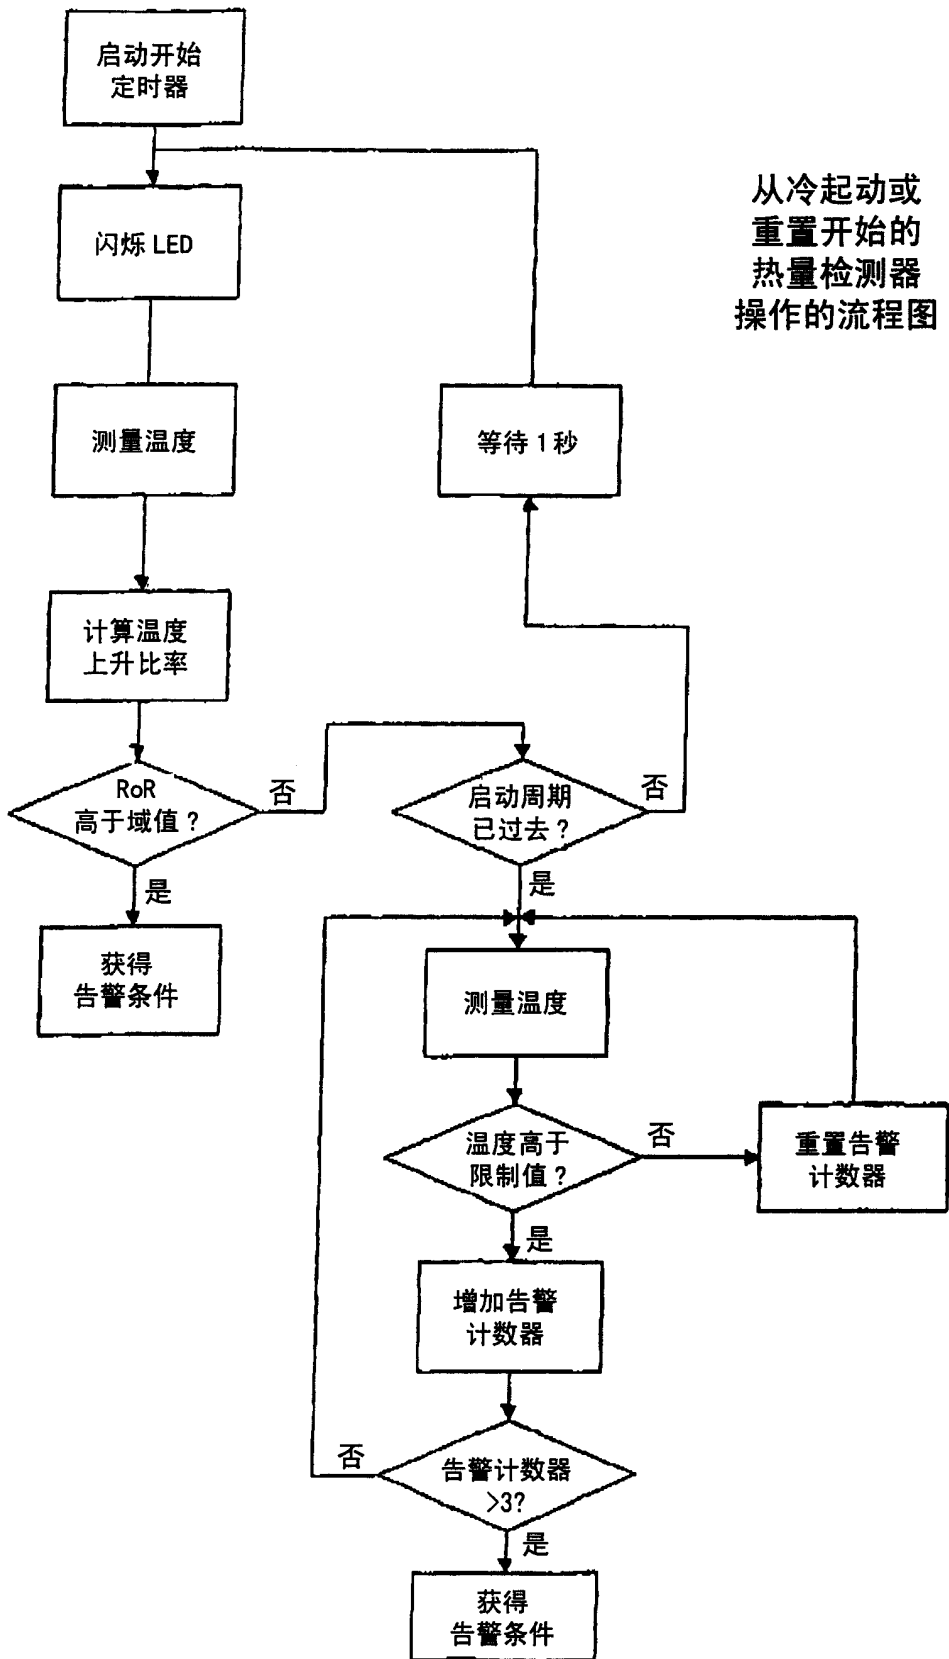 启动开始
定时器
从冷起动或
重置开始的
热量检测器
操作的流程图
闪烁 LED
测量温度
等待 1 秒
计算温度
上升比率
RoR
高于域值？
否
启动周期
已过去？
否
是
是
获得
告警条件
测量温度
温度高于
限制值？
否
重置告警
计数器
是
增加告警
计数器
否
告警计数器
>3?
是
获得
告警条件